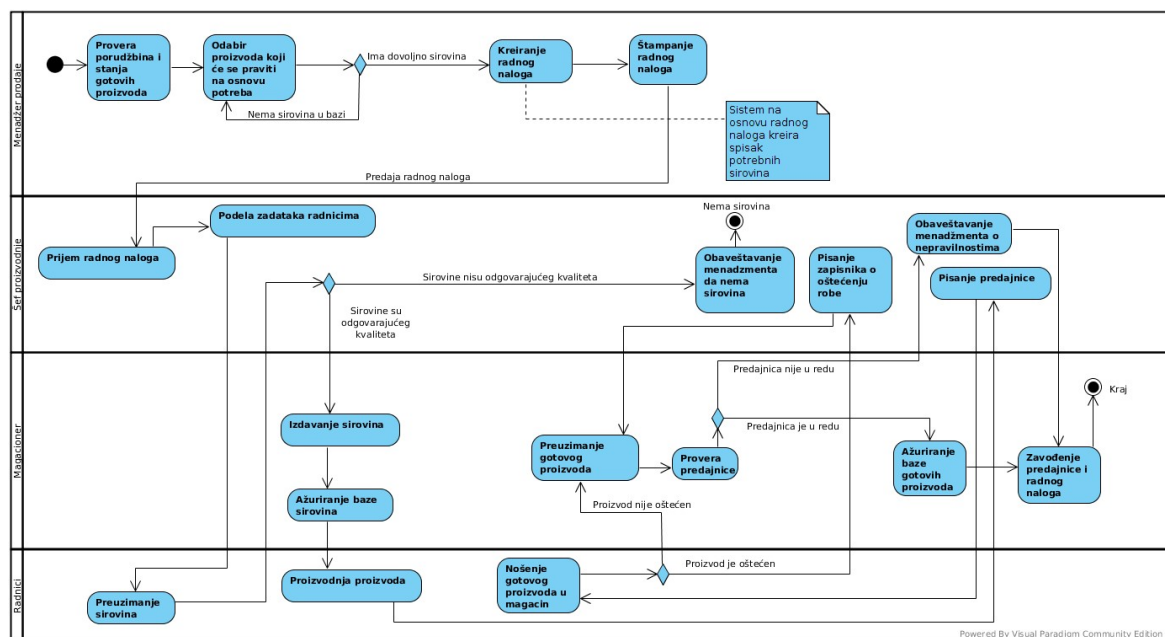 Menadžer prodaje
Provera
porudžbina i
stanja
gotovih
proizvoda
Odabir
proizvoda koji
će se praviti
na osnovu
potreba
Ima dovoljno sirovina
Nema sirovina u bazi
Kreiranje
radnog
naloga
Štampanje
radnog
naloga
Sistem na
osnovu radnog
naloga kreira
spisak
potrebnih
sirovina
Predaja radnog naloga
Šef proizvodnje
Prijem radnog naloga
Podela zadataka radnicima
Sirovine nisu odgovarajućeg kvaliteta
Sirovine su
odgovarajućeg
kvaliteta
Nema sirovina
Obaveštavanje
menadzmenta
da nema
sirovina
Pisanje
zapisnika o
oštećenju
robe
Obaveštavanje
menadžmenta o
nepravilnostima
Pisanje predajnice
Magacioner
Izdavanje sirovina
Ažuriranje baze
sirovina
Preuzimanje
gotovog
proizvoda
Provera
predajnice
Predajnica nije u redu
Predajnica je u redu
Ažuriranje
baze
gotovih
proizvoda
Zavođenje
predajnice i
radnog
naloga
Kraj
Proizvod nije oštećen
Radnici
Preuzimanje
sirovina
Proizvodnja proizvoda
Nošenje
gotovog
proizvoda u
magacin
Proizvod je oštećen
Powered By Visual Paradigm Community Edition